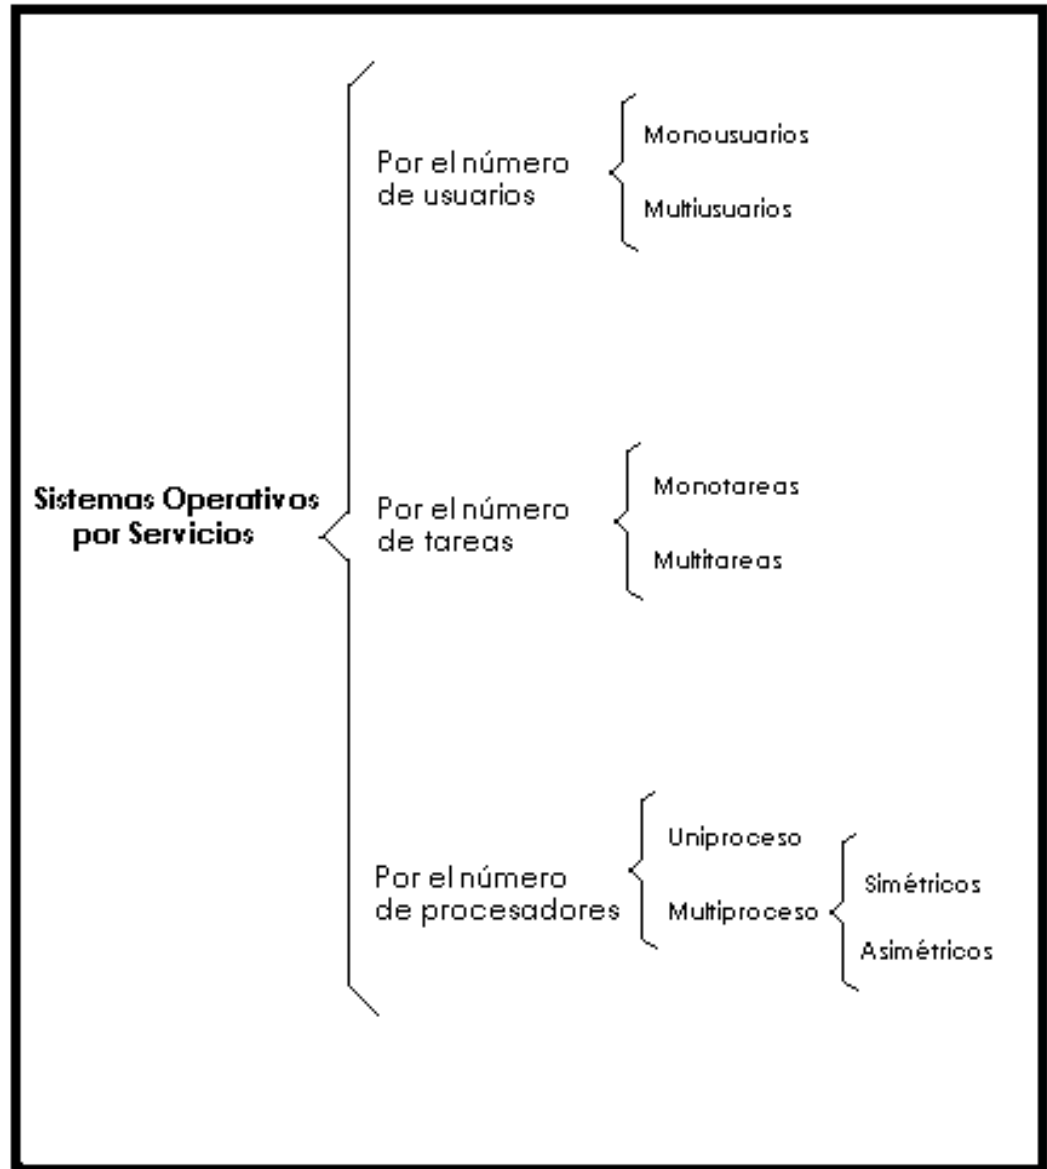 Sistemas Operativos
por Servicios
Por el número
de usuarios
Monousuarios
Multiusuarios
Por el número
de tareas
Monotareas
Multitareas
Por el número
de procesadores
Uniproceso
Multiproceso
Simétricos
Asimétricos